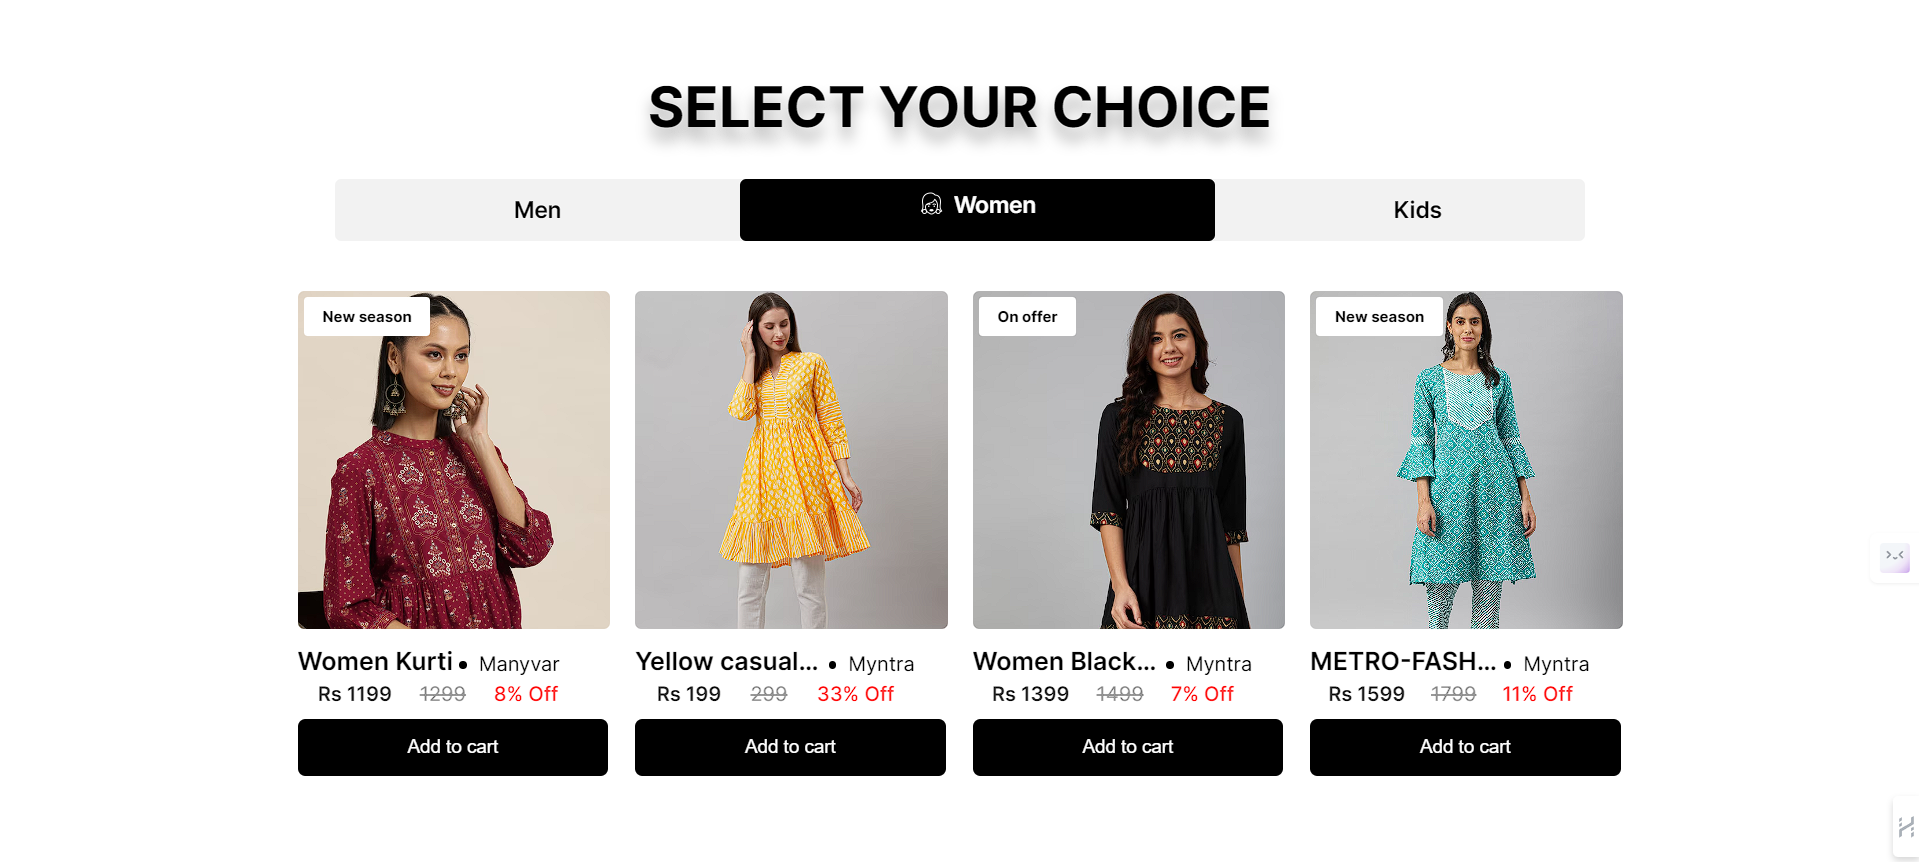 SELECT YOUR CHOICE
Men
Women
Kids
New season
On offer
New season
Women Kurti • Manyvar
Rs 1199 1299 8% Off
Add to cart
Yellow casual... • Myntra
Rs 199 299 33% Off
Add to cart
Women Black... • Myntra
Rs 1399 1499 7% Off
Add to cart
METRO-FASH... • Myntra
Rs 1599 1799 11% Off
Add to cart